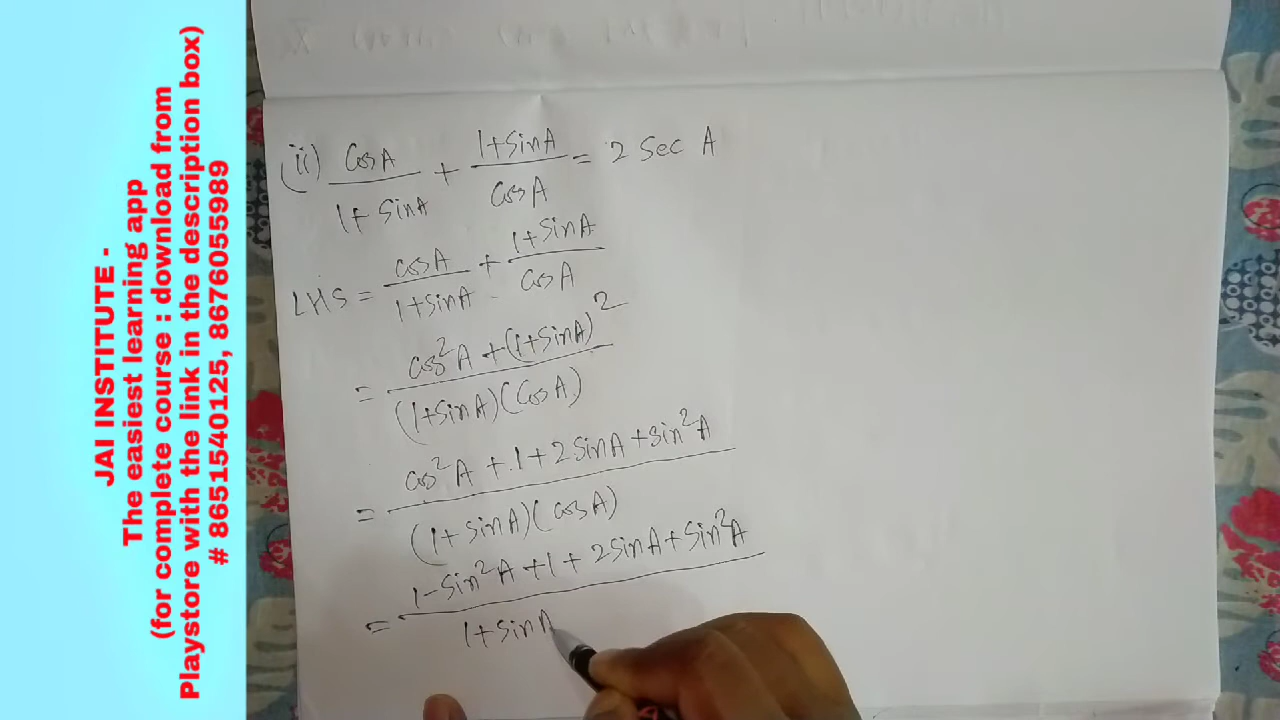 JAI INSTITUTE -
The easiest learning app
(for complete course : download from
Playstore with the link in the description box)
# 8651540125, 8676055989
(ii) CosA / 1+ SinA + 1+SinA / CosA = 2 Sec A
LHS = CosA / 1+SinA + 1+SinA / CosA
= Cos²A + (1+SinA)² / (1+SinA)(CosA)
= Cos²A + 1 + 2 SinA + Sin²A / (1+ SinA)(CosA)
= 1 - Sin²A + 1 + 2SinA + Sin²A / 1+ SinA